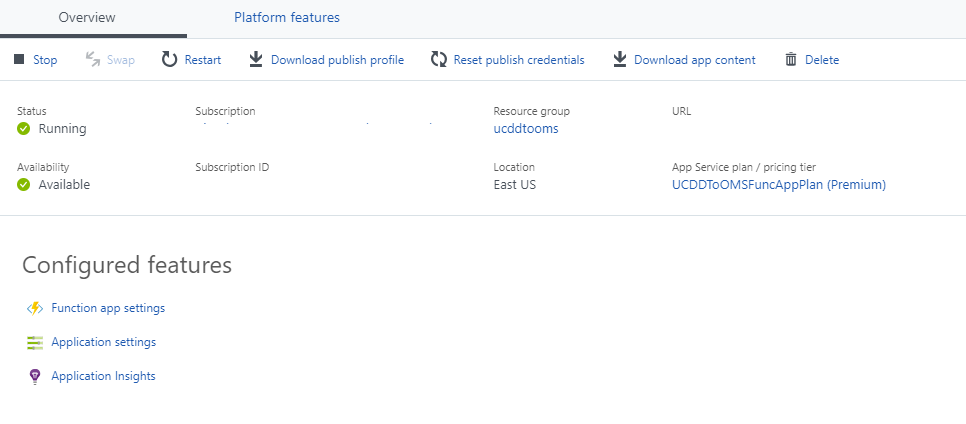 Overview Platform features
Stop Swap Restart Download publish profile Reset publish credentials Download app content Delete
Status Subscription Resource group URL
Running ucddtooms
Availability Subscription ID Location App Service plan / pricing tier
Available East US UCDDToOMSFuncAppPlan (Premium)
Configured features
Function app settings
Application settings
Application Insights